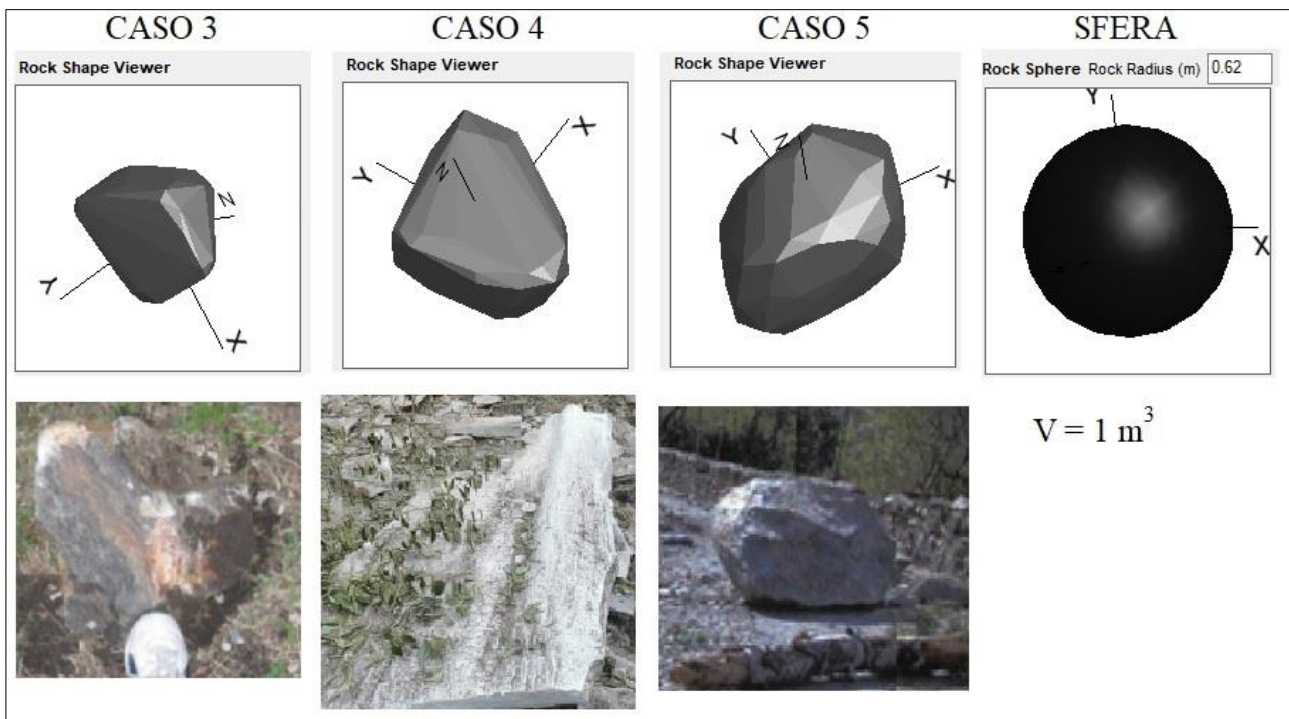 CASO 3
CASO 4
CASO 5
SFERA
Rock Shape Viewer
Rock Shape Viewer
Rock Shape Viewer
Rock Sphere Rock Radius (m) 0.62
N
Y
X
Y
N
X
Y
N
X
Y
X
V = 1 m³